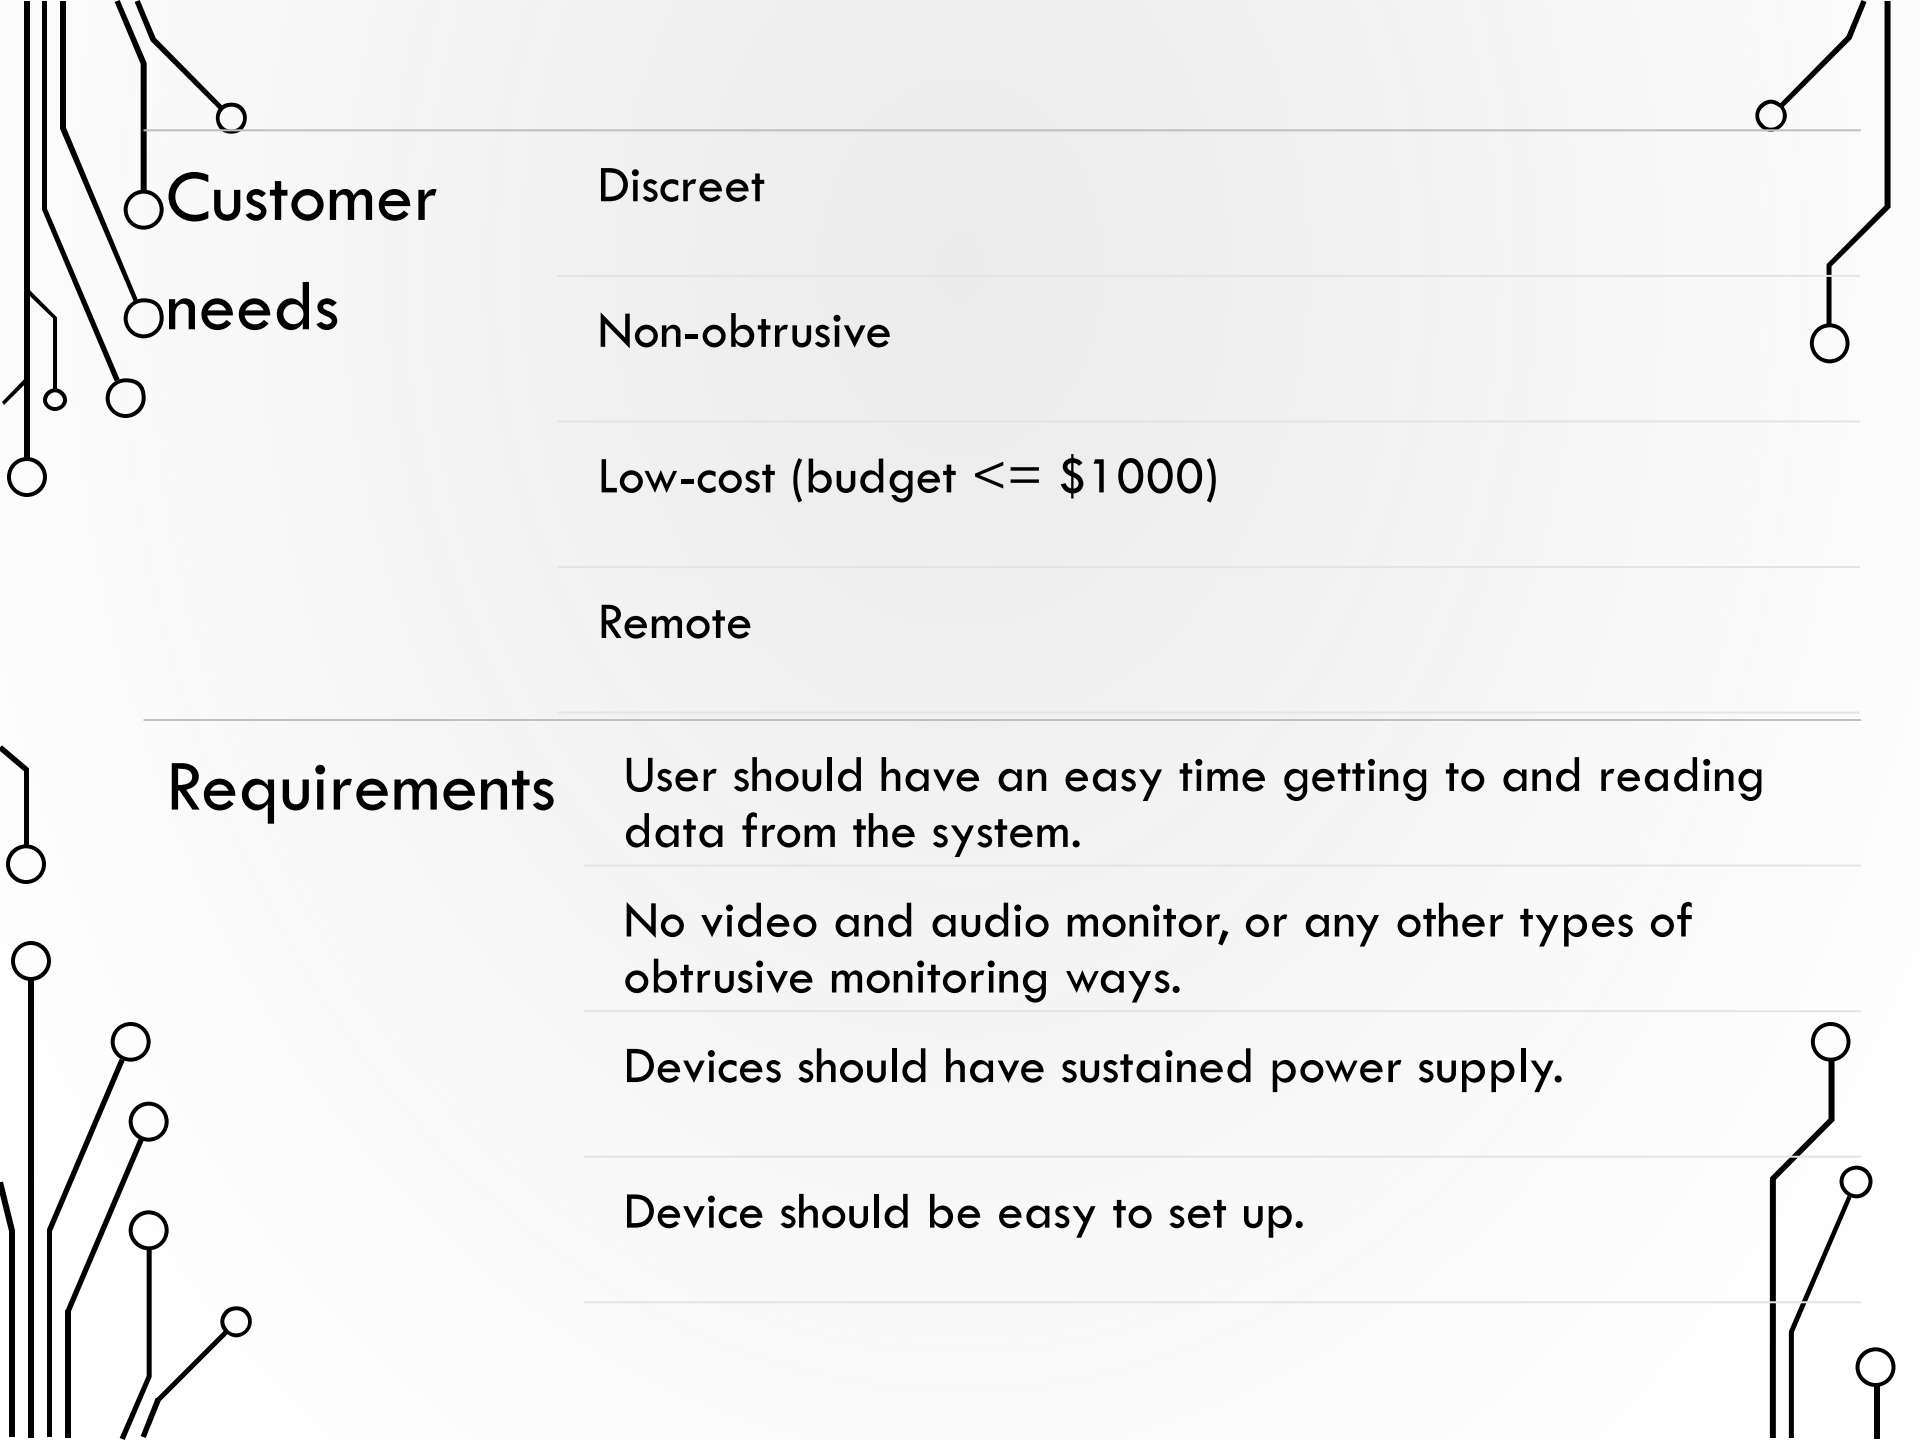 Customer
needs
Discreet
Non-obtrusive
Low-cost (budget <= $1000)
Remote
Requirements
User should have an easy time getting to and reading
data from the system.
No video and audio monitor, or any other types of
obtrusive monitoring ways.
Devices should have sustained power supply.
Device should be easy to set up.